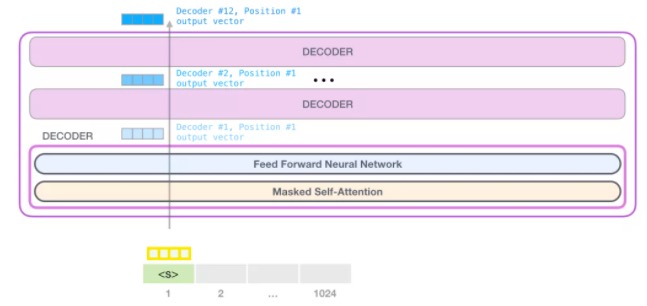 Decoder #12, Position #1
output vector
DECODER
Decoder #2, Position #1
output vector
...
DECODER
Decoder #1, Position #1
output vector
DECODER
Feed Forward Neural Network
Masked Self-Attention
<S>
1 2 ... 1024